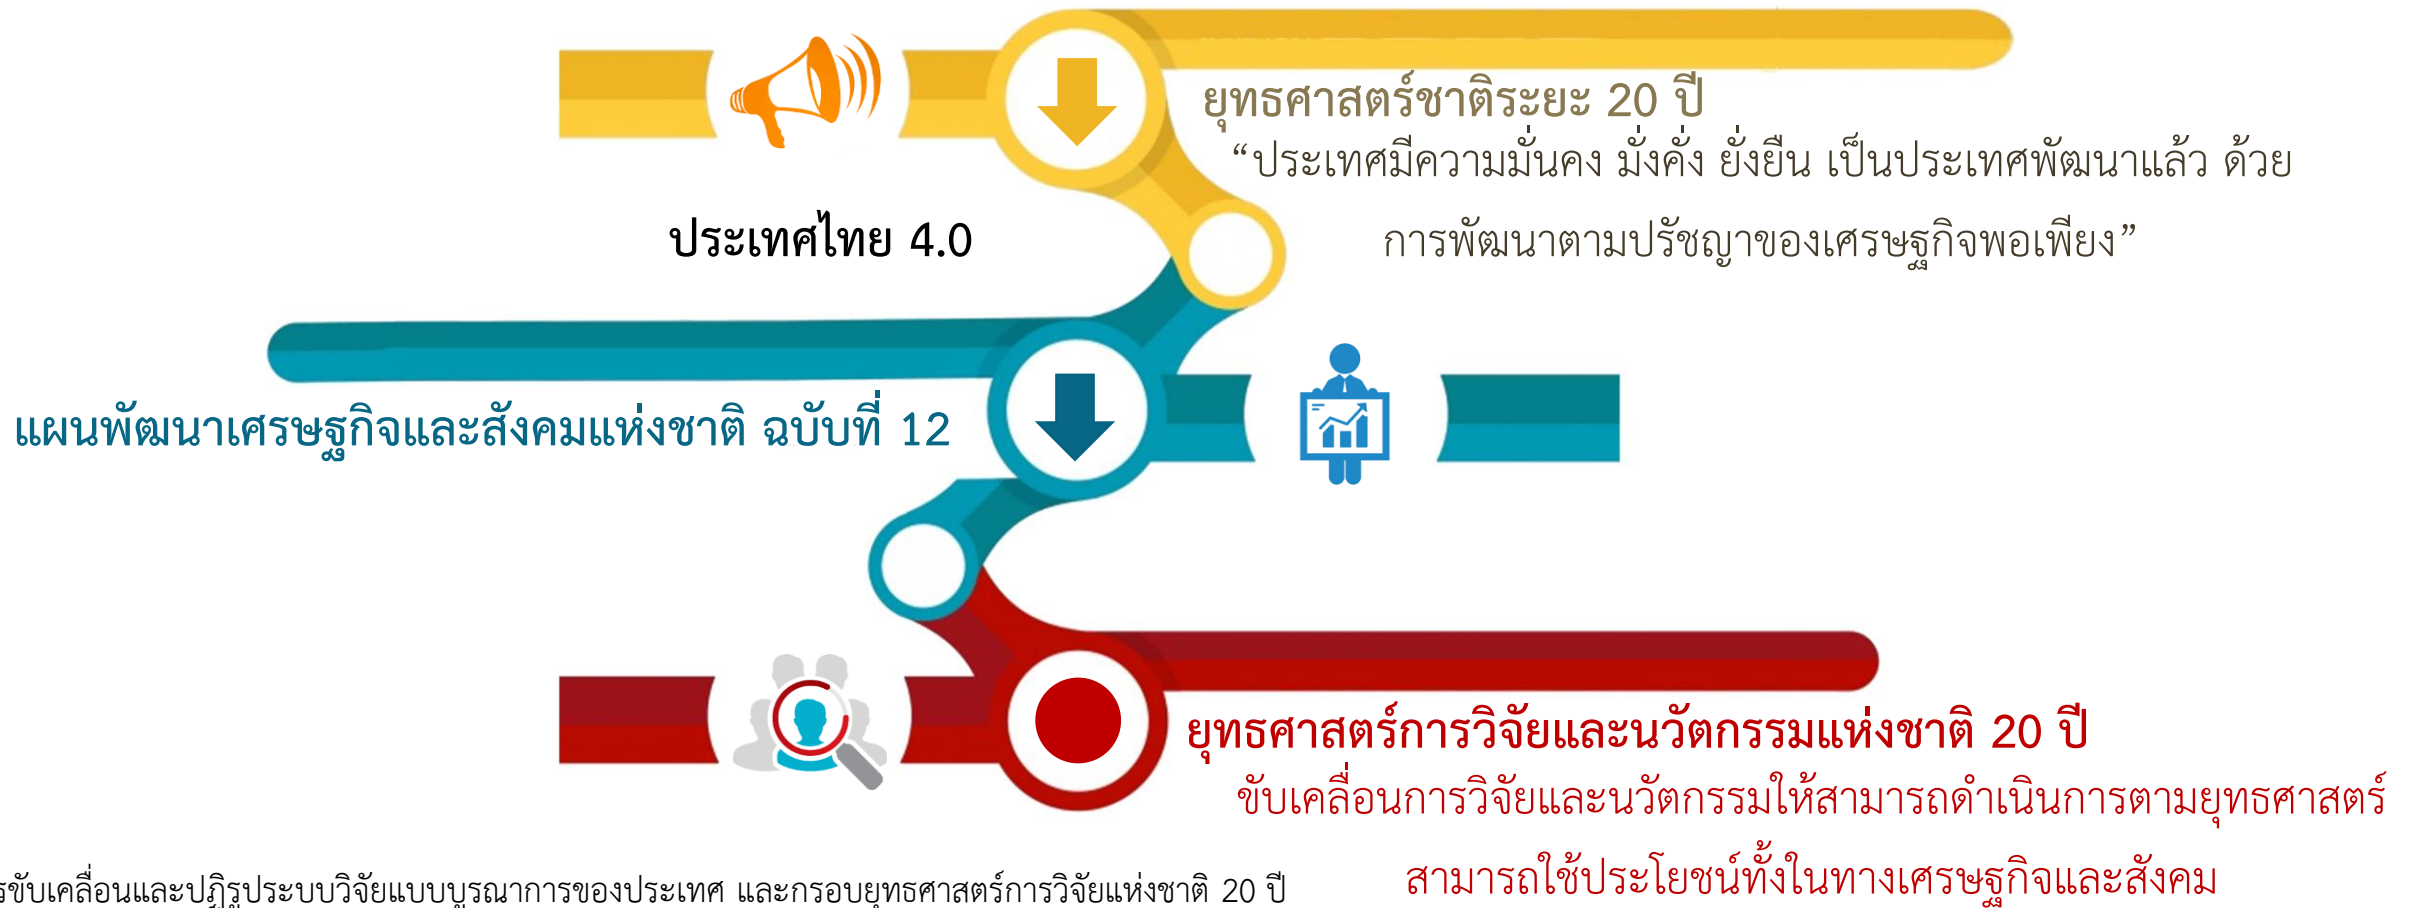 ยุทธศาสตร์ชาติระยะ 20 ปี
“ประเทศมีความมั่นคง มั่งคั่ง ยั่งยืน เป็นประเทศพัฒนาแล้ว ด้วย
การพัฒนาตามปรัชญาของเศรษฐกิจพอเพียง”
ประเทศไทย 4.0
แผนพัฒนาเศรษฐกิจและสังคมแห่งชาติ ฉบับที่ 12
ยุทธศาสตร์การวิจัยและนวัตกรรมแห่งชาติ 20 ปี
ขับเคลื่อนการวิจัยและนวัตกรรมให้สามารถดำเนินการตามยุทธศาสตร์
สามารถใช้ประโยชน์ทั้งในทางเศรษฐกิจและสังคม
รขับเคลื่อนและปฏิรูประบบวิจัยแบบบูรณาการของประเทศ และกรอบยุทธศาสตร์การวิจัยแห่งชาติ 20 ปี